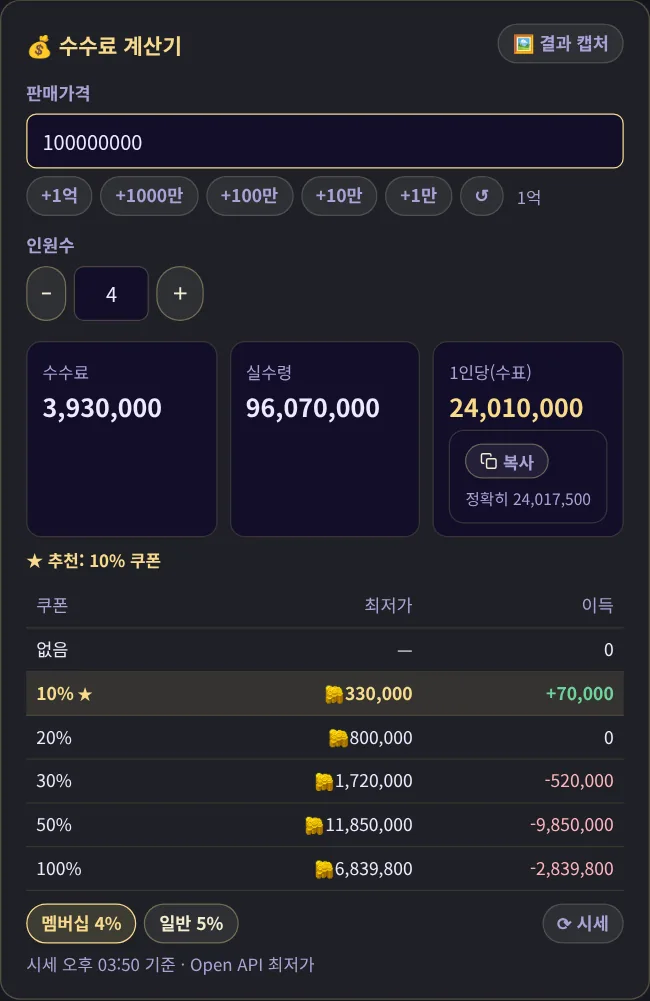 💰 수수료 계산기
🖼️ 결과 캡처
판매가격
100000000
+1억 +1000만 +100만 +10만 +1만 ↺ 1억
인원수
− 4 +
수수료
3,930,000
실수령
96,070,000
1인당(수표)
24,010,000
복사
정확히 24,017,500
★ 추천: 10% 쿠폰
쿠폰 최저가 이득
없음 — 0
10% ★ 330,000 +70,000
20% 800,000 0
30% 1,720,000 -520,000
50% 11,850,000 -9,850,000
100% 6,839,800 -2,839,800
멤버십 4% 일반 5% ⟳ 시세
시세 오후 03:50 기준 · Open API 최저가